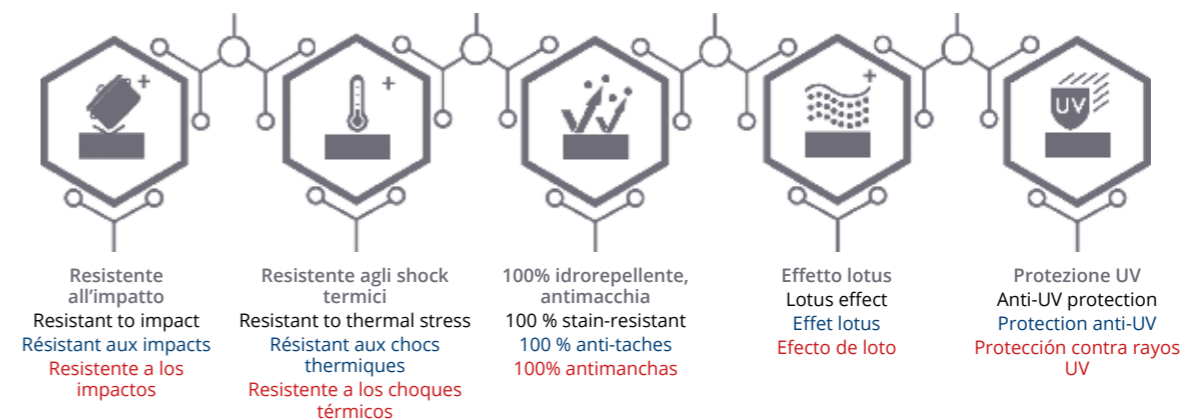 UV
Resistente
all’impatto
Resistant to impact
Résistant aux impacts
Resistente a los
impactos
Resistente agli shock
termici
Resistant to thermal stress
Résistant aux chocs
thermiques
Resistente a los choques
térmicos
100% idrorepellente,
antimacchia
100 % stain-resistant
100 % anti-taches
100% antimanchas
Effetto lotus
Lotus effect
Effet lotus
Efecto de loto
Protezione UV
Anti-UV protection
Protection anti-UV
Protección contra rayos
UV